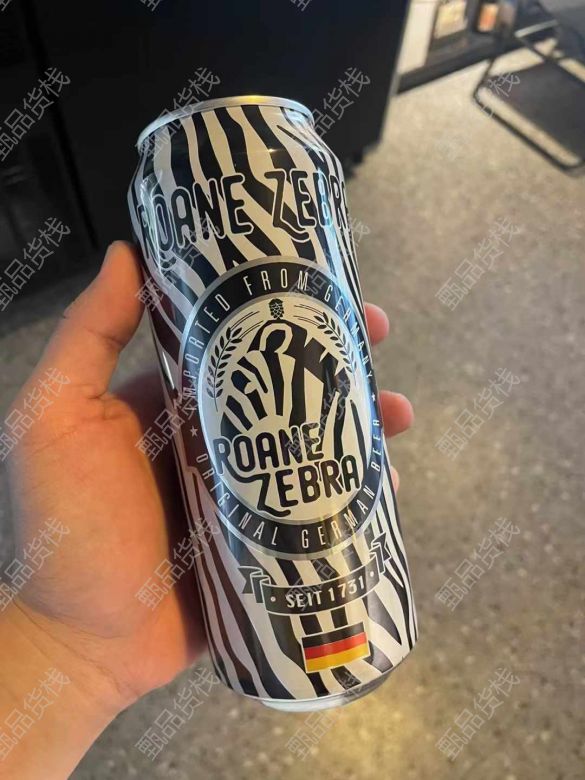 ROANE ZEBRA
IMPORTED FROM GERMANY
ROANE
ZEBRA
ORIGINAL GERMAN BEER
SEIT 1731
甄品货栈